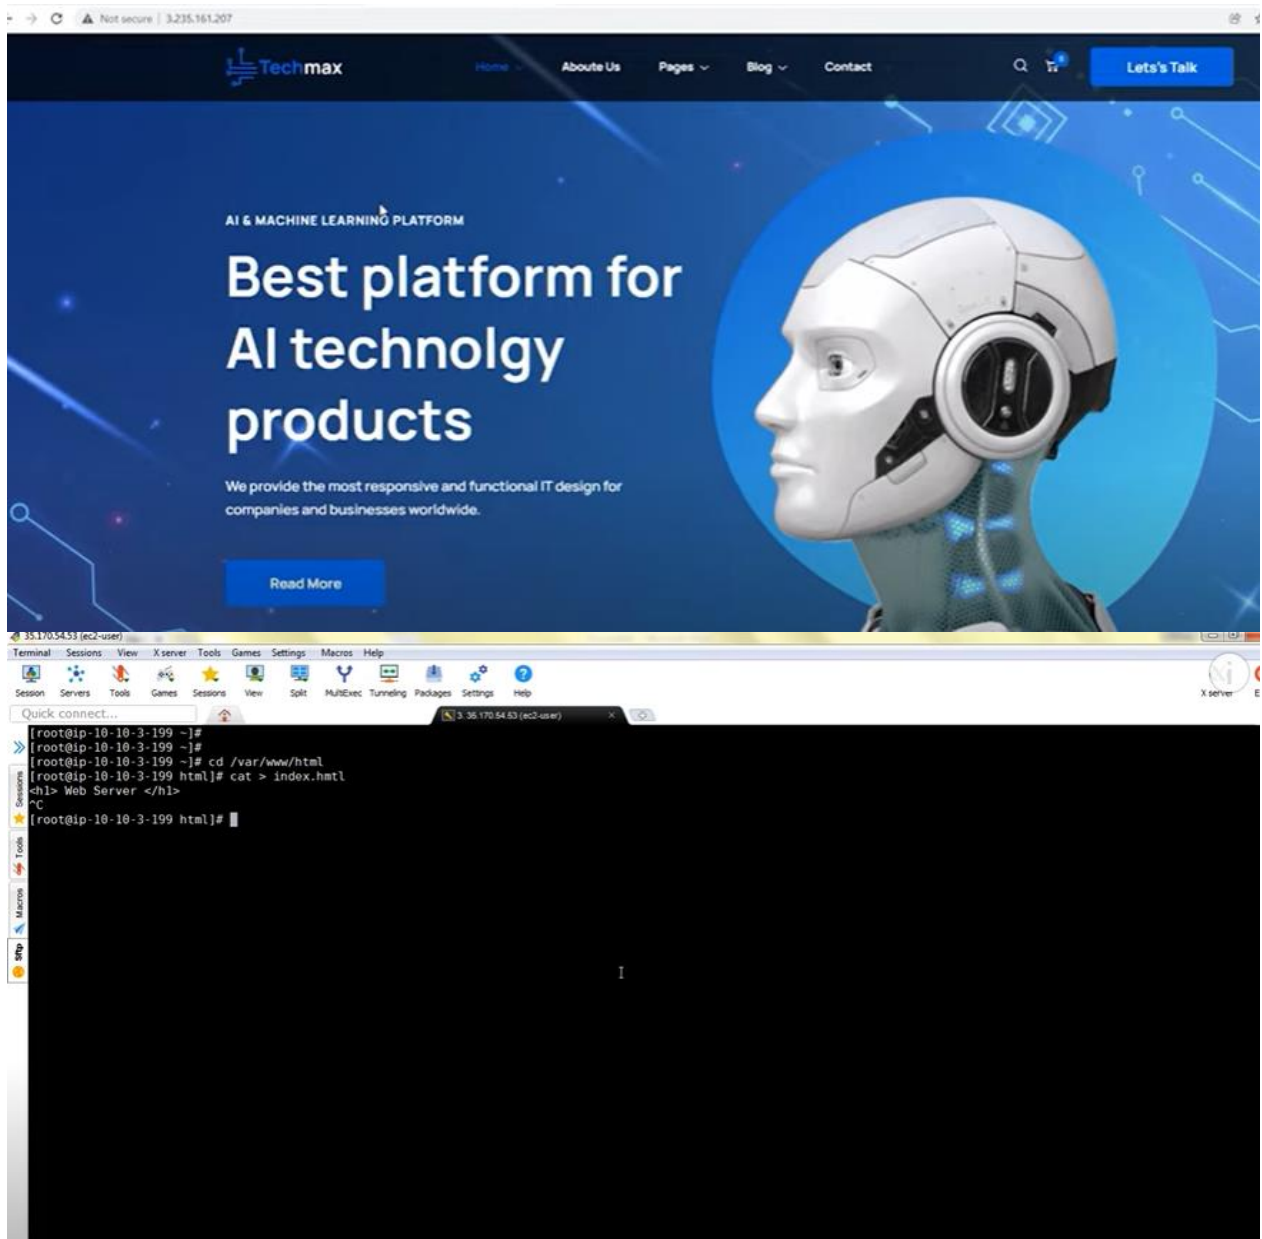 Not secure | 3.235.161.207
Techmax
Home
Aboute Us
Pages
Blog
Contact
Lets's Talk
AI & MACHINE LEARNING PLATFORM
Best platform for
AI technolgy
products
We provide the most responsive and functional IT design for
companies and businesses worldwide.
Read More
35.170.54.53 (ec2-user)
Terminal Sessions View X server Tools Games Settings Macros Help
Session Servers Tools Games Sessions View Split MultiExec Tunneling Packages Settings Help
X server
Quick connect...
3. 35.170.54.53 (ec2-user)
[root@ip-10-10-3-199 ~]#
[root@ip-10-10-3-199 ~]#
[root@ip-10-10-3-199 ~]# cd /var/www/html
[root@ip-10-10-3-199 html]# cat > index.hmtl
<h1> Web Server </h1>
^C
[root@ip-10-10-3-199 html]#
Sessions
Tools
Macros
Sftp